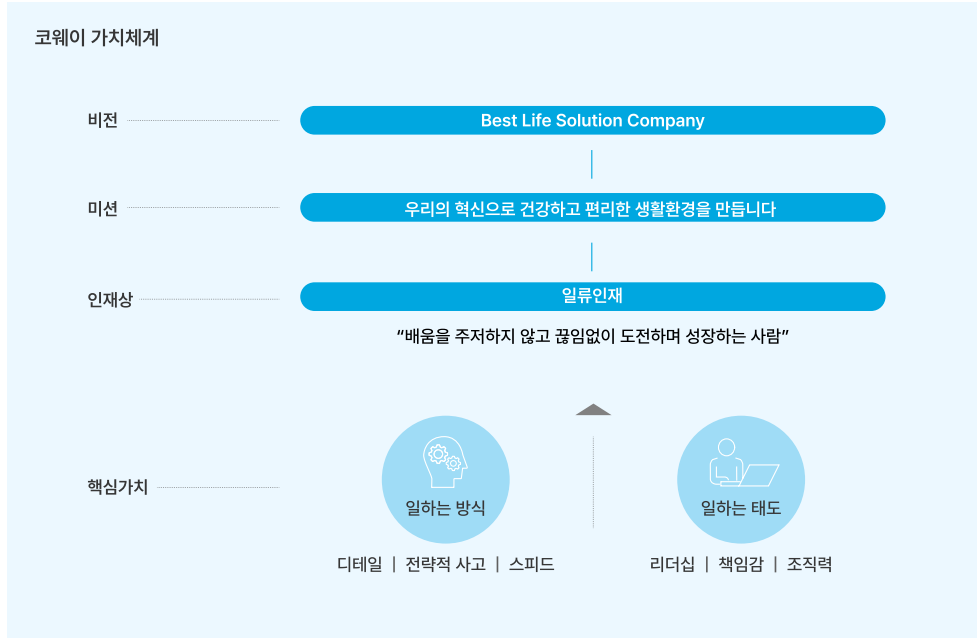 코웨이 가치체계
비전
Best Life Solution Company
미션
우리의 혁신으로 건강하고 편리한 생활환경을 만듭니다
인재상
일류인재
“배움을 주저하지 않고 끊임없이 도전하며 성장하는 사람”
핵심가치
일하는 방식
일하는 태도
디테일 | 전략적 사고 | 스피드
리더십 | 책임감 | 조직력